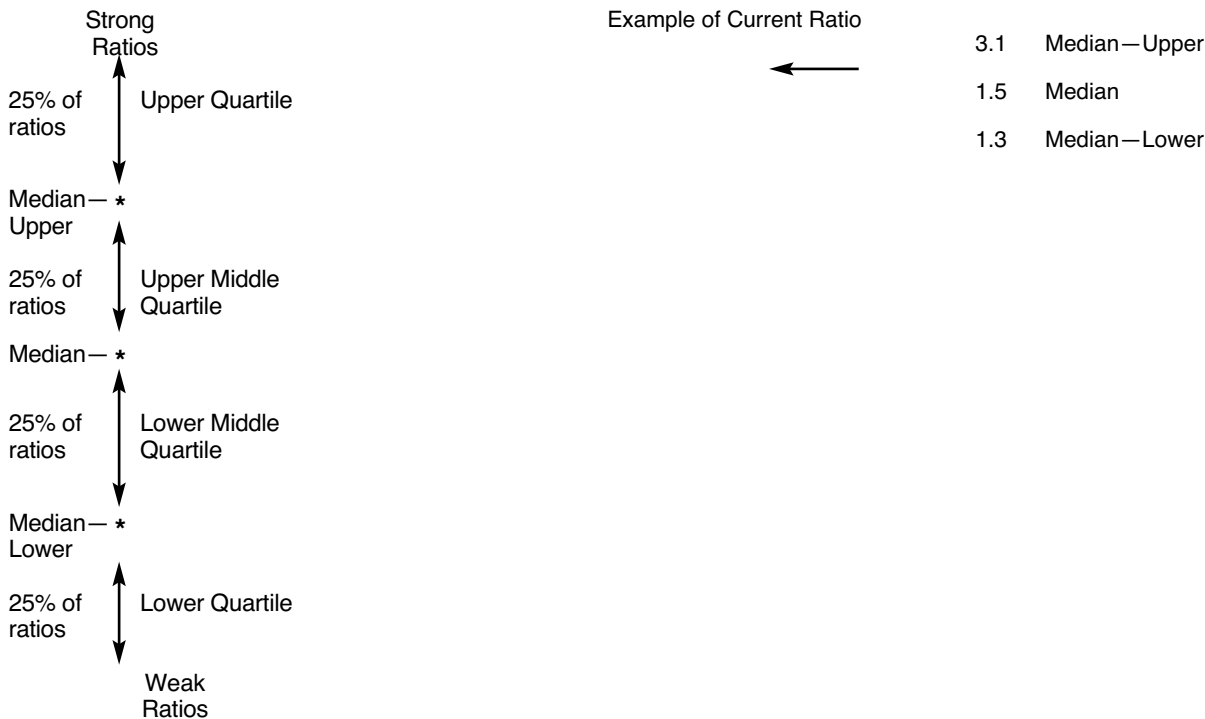 Strong
Ratios
25% of
ratios
Upper Quartile
Median— *
Upper
25% of
ratios
Upper Middle
Quartile
Median— *
25% of
ratios
Lower Middle
Quartile
Median— *
Lower
25% of
ratios
Lower Quartile
Weak
Ratios
Example of Current Ratio
3.1 Median—Upper
1.5 Median
1.3 Median—Lower